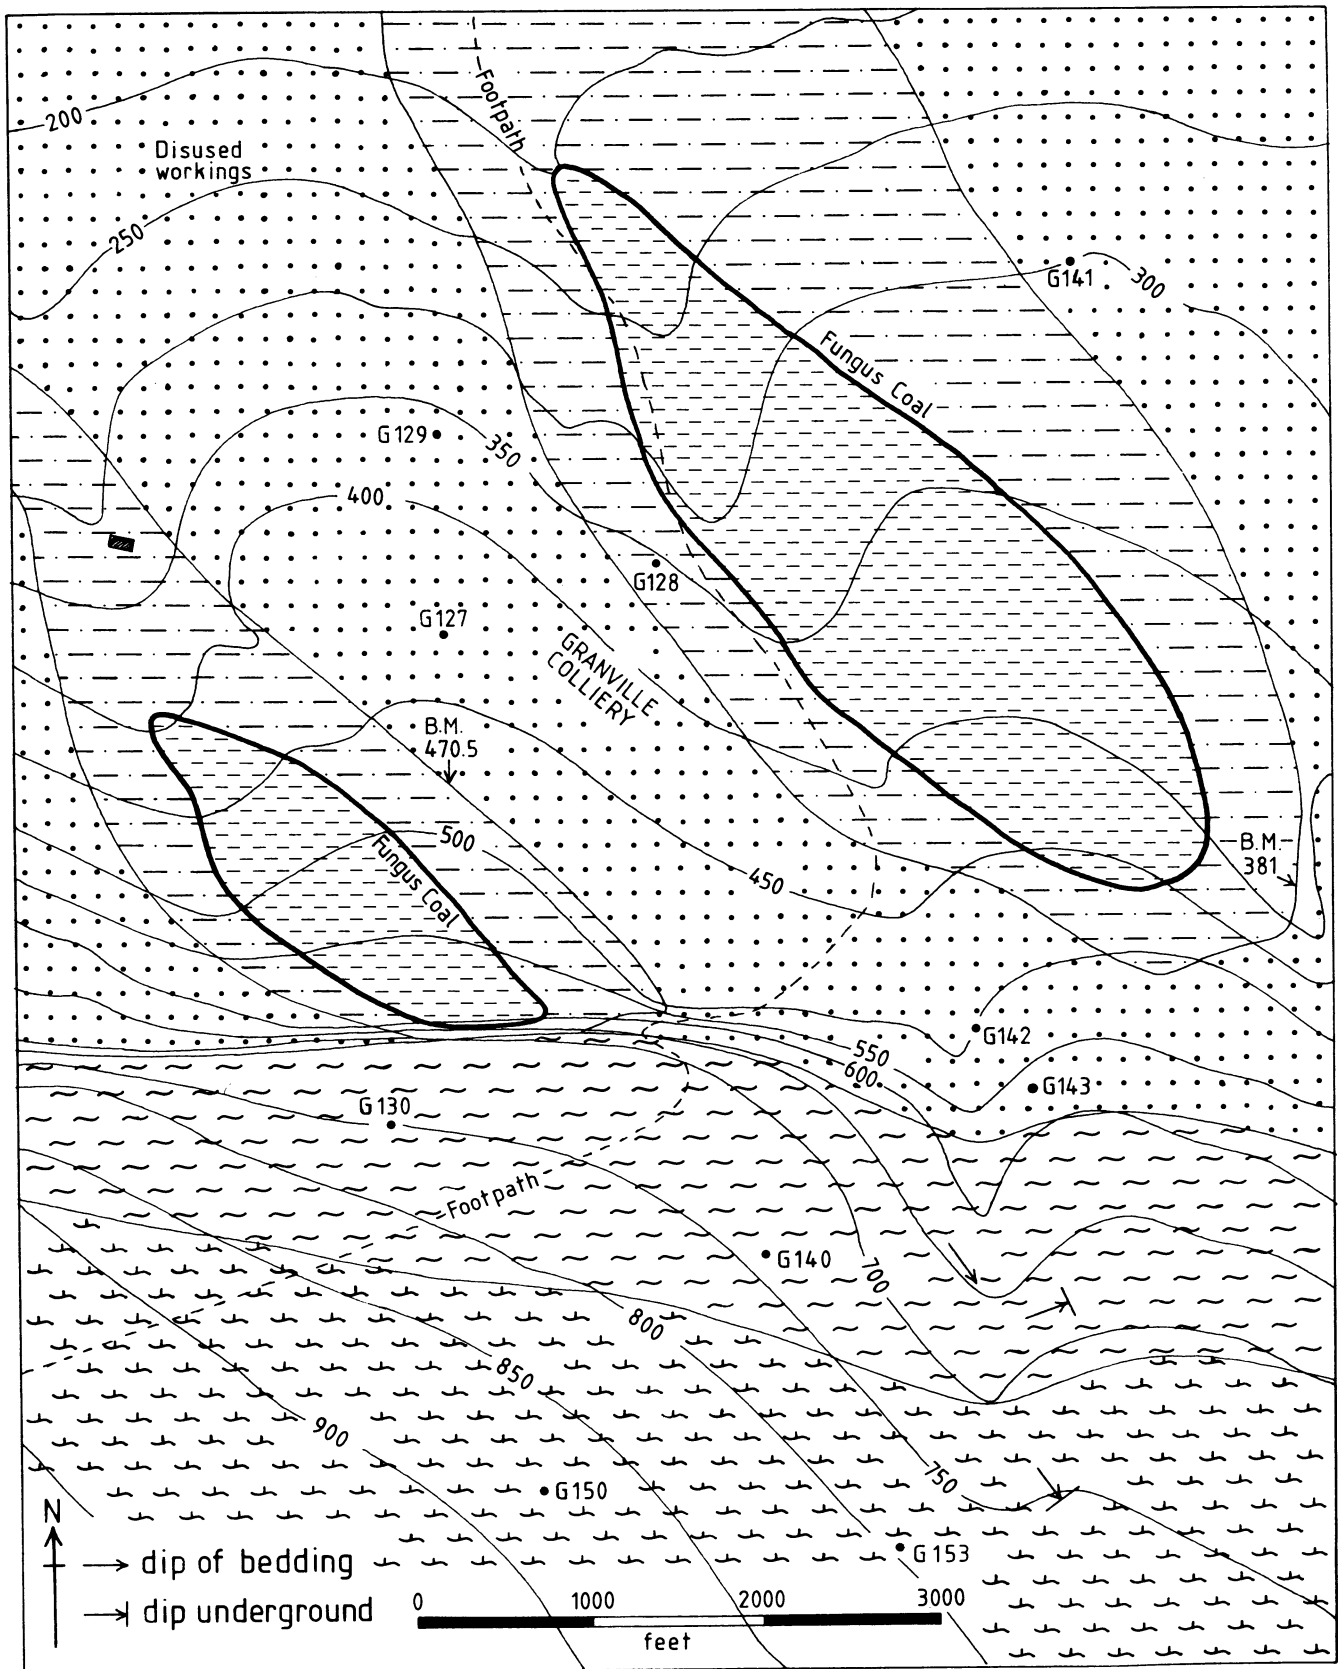 200
Footpath
Disused
workings
250
G141
300
Fungus Coal
G129
350
400
G128
G127
GRANVILLE
COLLIERY
B.M.
470.5
500
Fungus Coal
450
B.M.
381
G142
550
600
G143
G130
Footpath
G140
700
800
850
900
750
G150
G153
N
dip of bedding
dip underground
0 1000 2000 3000
feet